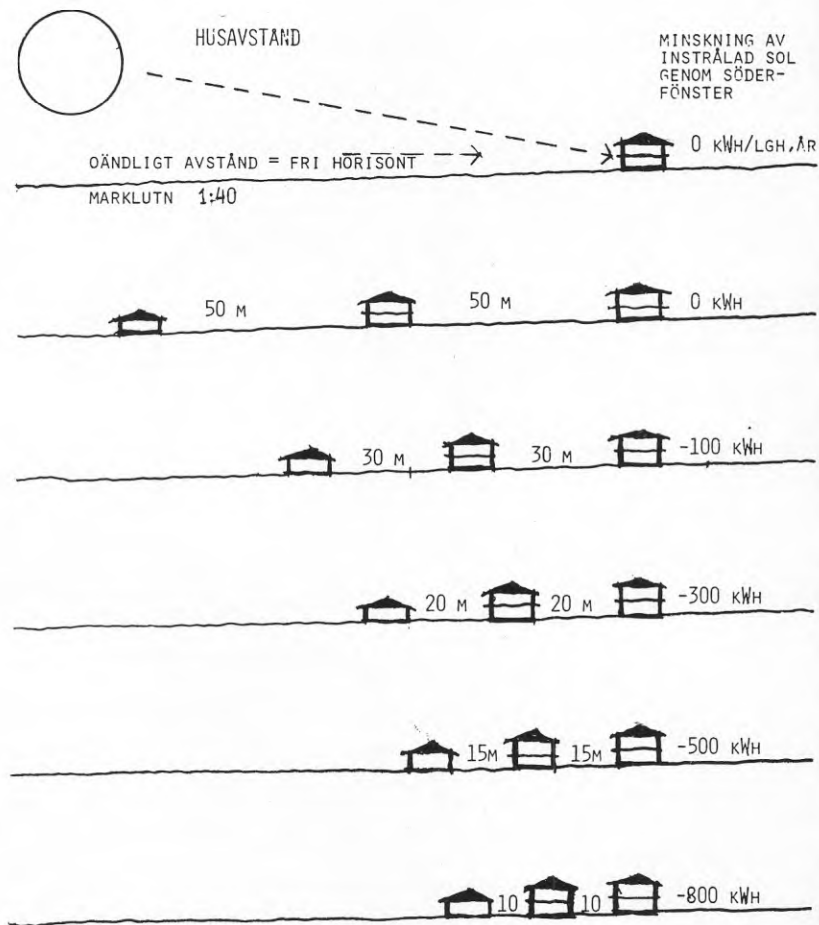 HUSAVSTÅND
MINSKNING AV
INSTRÅLAD SOL
GENOM SÖDER-
FÖNSTER
0 KWH/LGH,ÅR
OÄNDLIGT AVSTÅND = FRI HORISONT
MARKLUTN 1:40
50 M 50 M 0 KWH
30 M 30 M -100 KWH
20 M 20 M -300 KWH
15M 15M -500 KWH
10 10 -800 KWH